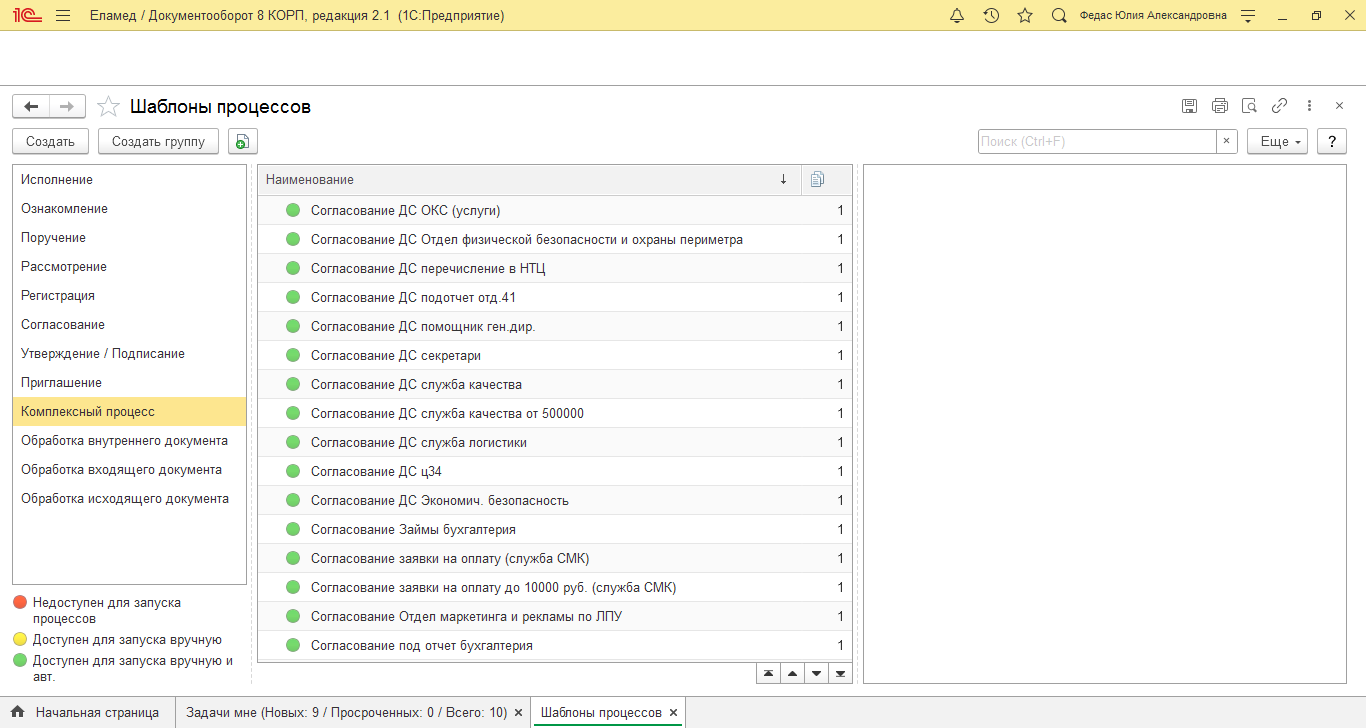 Еламед / Документооборот 8 КОРП, редакция 2.1 (1С:Предприятие)
Федас Юлия Александровна
Шаблоны процессов
Создать
Создать группу
Поиск (Ctrl+F)
×
Еще
?
Исполнение
Ознакомление
Поручение
Рассмотрение
Регистрация
Согласование
Утверждение / Подписание
Приглашение
Комплексный процесс
Обработка внутреннего документа
Обработка входящего документа
Обработка исходящего документа
Недоступен для запуска
процессов
Доступен для запуска вручную
Доступен для запуска вручную и
авт.
Наименование ↓
Согласование ДС ОКС (услуги) 1
Согласование ДС Отдел физической безопасности и охраны периметра 1
Согласование ДС перечисление в НТЦ 1
Согласование ДС подотчет отд.41 1
Согласование ДС помощник ген.дир. 1
Согласование ДС секретари 1
Согласование ДС служба качества 1
Согласование ДС служба качества от 500000 1
Согласование ДС служба логистики 1
Согласование ДС ц34 1
Согласование ДС Экономич. безопасность 1
Согласование Займы бухгалтерия 1
Согласование заявки на оплату (служба СМК) 1
Согласование заявки на оплату до 10000 руб. (служба СМК) 1
Согласование Отдел маркетинга и рекламы по ЛПУ 1
Согласование под отчет бухгалтерия 1
Начальная страница
Задачи мне (Новых: 9 / Просроченных: 0 / Всего: 10) ×
Шаблоны процессов ×